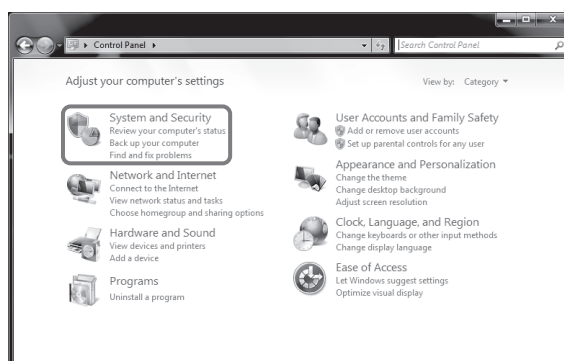 Control Panel
Search Control Panel
Adjust your computer's settings
View by: Category
System and Security
Review your computer's status
Back up your computer
Find and fix problems
Network and Internet
Connect to the Internet
View network status and tasks
Choose homegroup and sharing options
Hardware and Sound
View devices and printers
Add a device
Programs
Uninstall a program
User Accounts and Family Safety
Add or remove user accounts
Set up parental controls for any user
Appearance and Personalization
Change the theme
Change desktop background
Adjust screen resolution
Clock, Language, and Region
Change keyboards or other input methods
Change display language
Ease of Access
Let Windows suggest settings
Optimize visual display